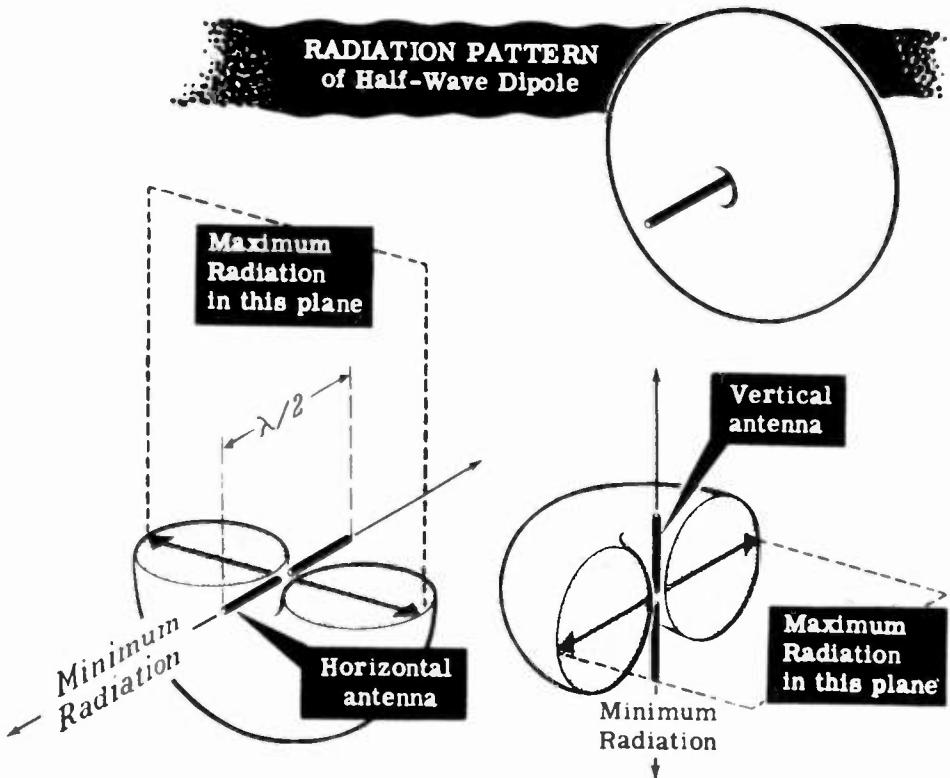 RADIATION PATTERN
of Half-Wave Dipole
Maximum
Radiation
in this plane
λ/2
Vertical
antenna
Minimum
Radiation
Horizontal
antenna
Maximum
Radiation
in this plane
Minimum
Radiation